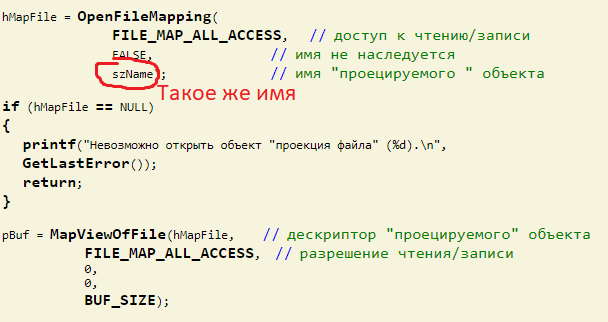 hMapFile = OpenFileMapping(
FILE_MAP_ALL_ACCESS, // доступ к чтению/записи
FALSE, // имя не наследуется
szName ; // имя "проецируемого " объекта
Такое же имя
if (hMapFile == NULL)
{
printf("Невозможно открыть объект "проекция файла" (%d).\n",
GetLastError());
return;
}
pBuf = MapViewOfFile(hMapFile, // дескриптор "проецируемого" объекта
FILE_MAP_ALL_ACCESS, // разрешение чтения/записи
0,
0,
BUF_SIZE);